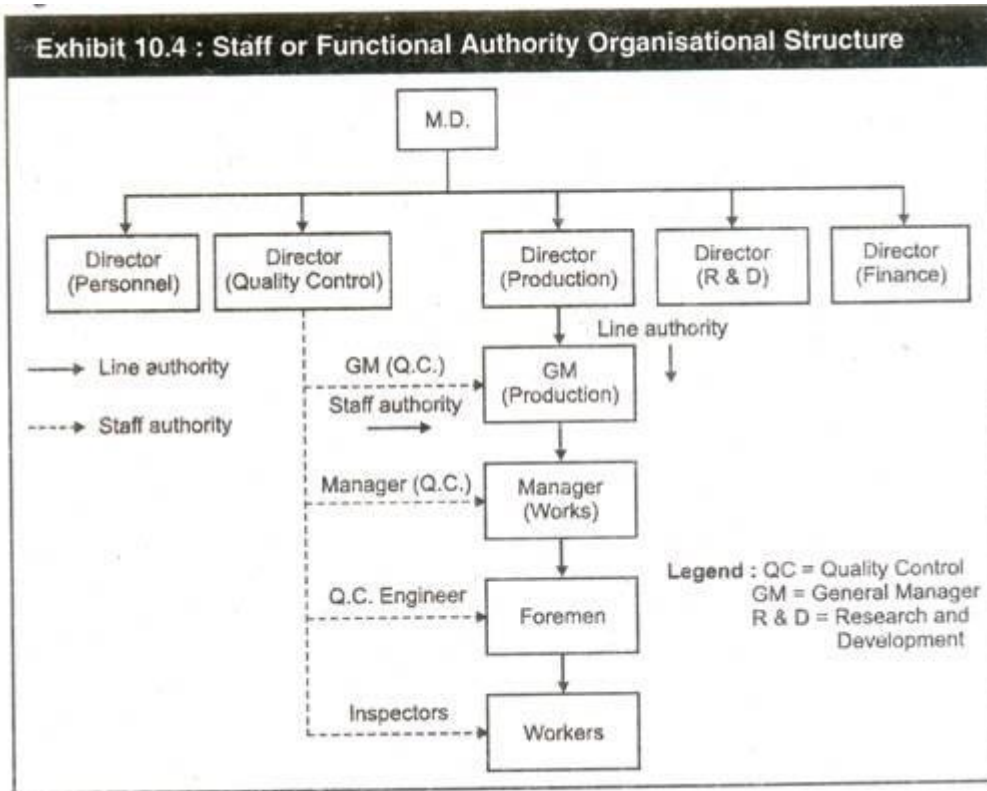 Exhibit 10.4 : Staff or Functional Authority Organisational Structure
M.D.
Director
(Personnel)
Director
(Quality Control)
Director
(Production)
Director
(R & D)
Director
(Finance)
Line authority
Line authority
Staff authority
GM (Q.C.)
Staff authority
GM
(Production)
Manager (Q.C.)
Manager
(Works)
Q.C. Engineer
Foremen
Inspectors
Workers
Legend : QC = Quality Control
GM = General Manager
R & D = Research and
Development